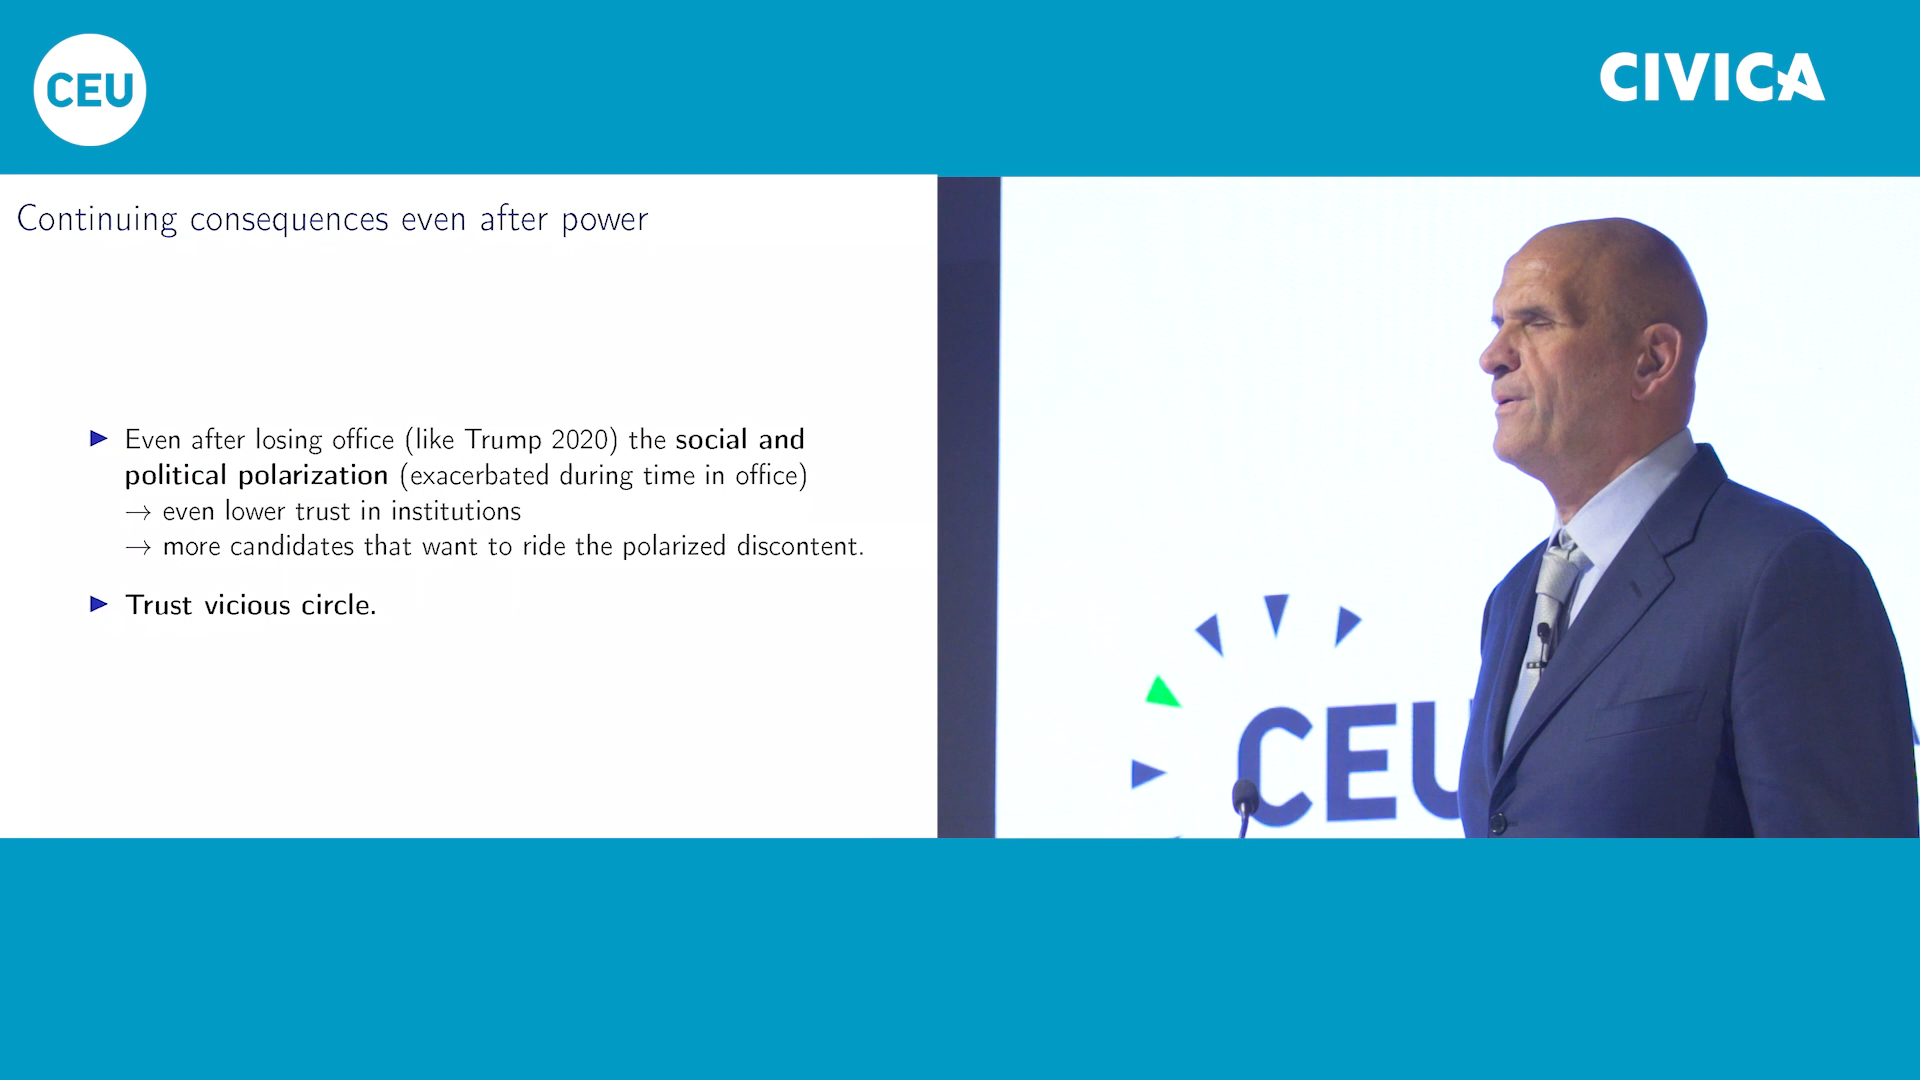 CEU
CIVICA
Continuing consequences even after power
▶ Even after losing office (like Trump 2020) the social and
political polarization (exacerbated during time in office)
→ even lower trust in institutions
→ more candidates that want to ride the polarized discontent.
▶ Trust vicious circle.
CEU